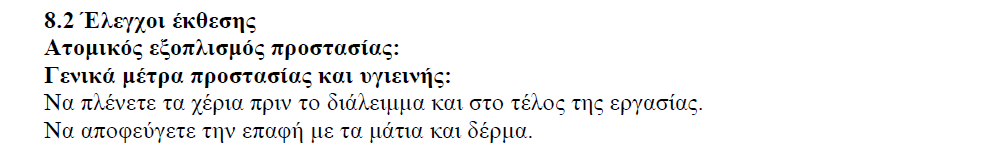 8.2 Έλεγχοι έκθεσης
Ατομικός εξοπλισμός προστασίας:
Γενικά μέτρα προστασίας και υγιεινής:
Να πλένετε τα χέρια πριν το διάλειμμα και στο τέλος της εργασίας.
Να αποφεύγετε την επαφή με τα μάτια και δέρμα.